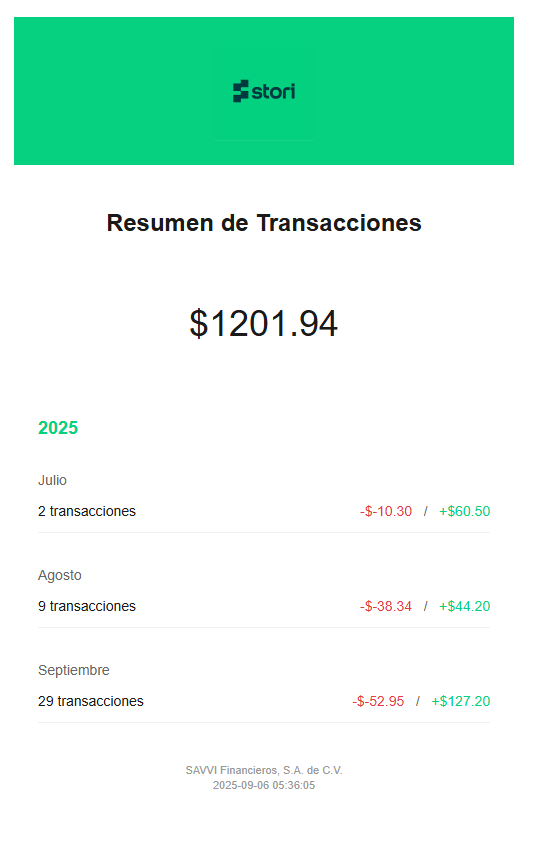 stori
Resumen de Transacciones
$1201.94
2025
Julio
2 transacciones -$-10.30 / +$60.50
Agosto
9 transacciones -$-38.34 / +$44.20
Septiembre
29 transacciones -$-52.95 / +$127.20
SAVVI Financieros, S.A. de C.V.
2025-09-06 05:36:05